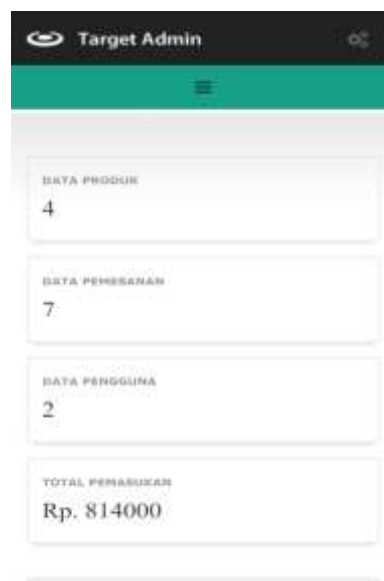 Target Admin
DATA PRODUK
4
DATA PEMESANAN
7
DATA PENGGUNA
2
TOTAL PEMASUKAN
Rp. 814000